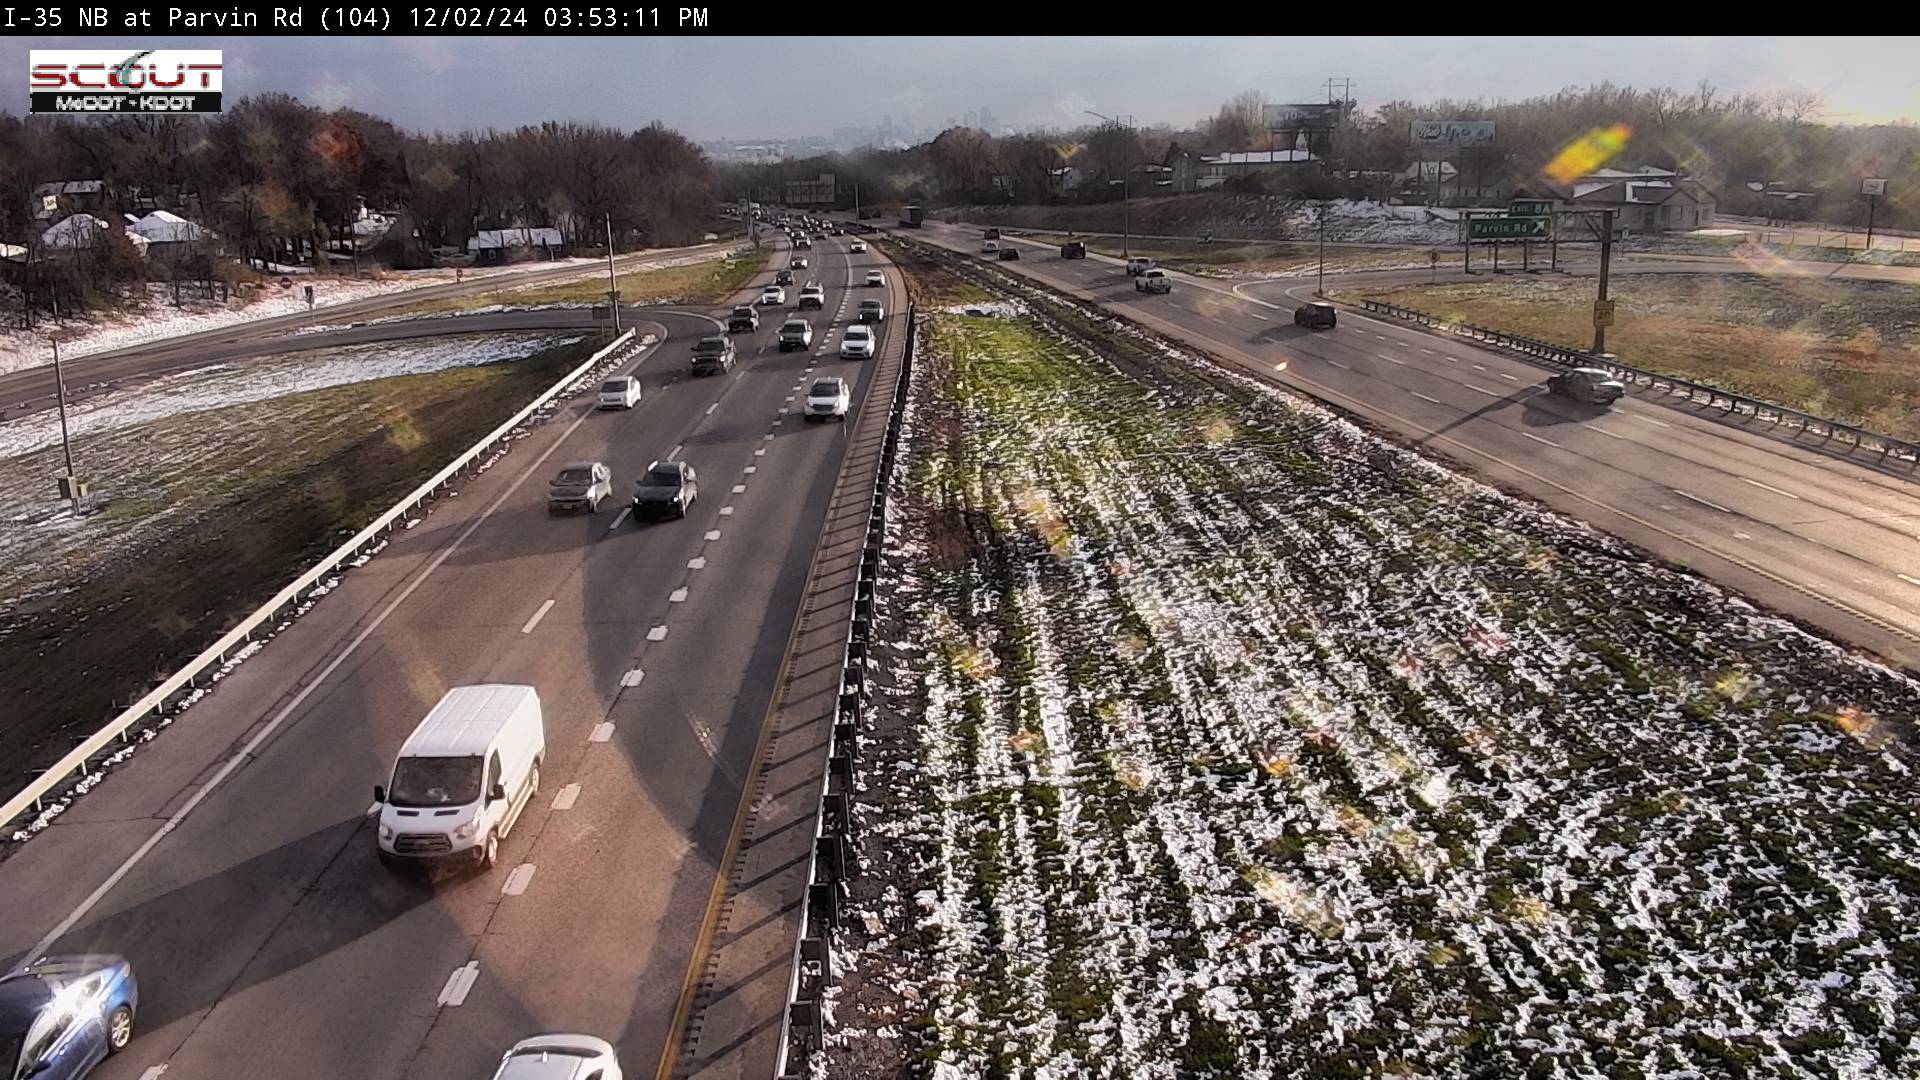 I-35 NB at Parvin Rd (104) 12/02/24 03:53:11 PM
SCOUT
MoDOT - KDOT
EXIT 8A
Parvin Rd
20